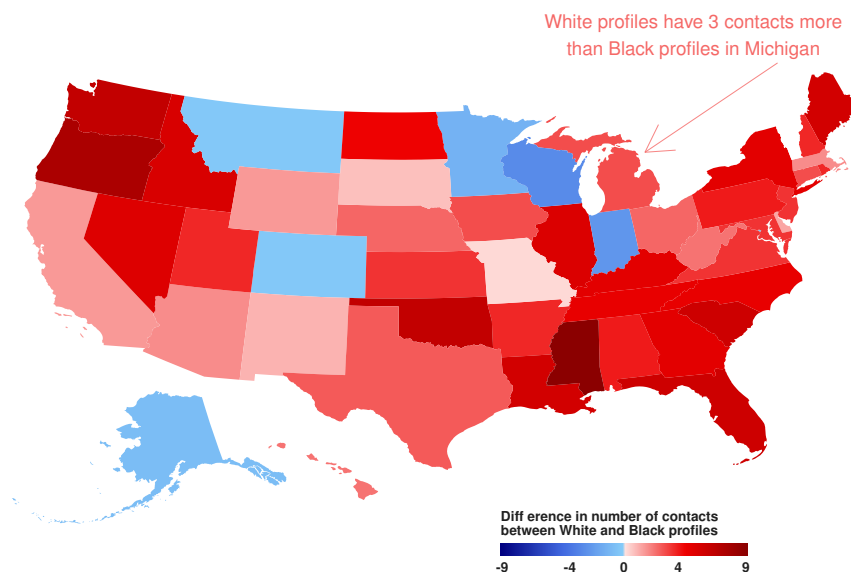 White profiles have 3 contacts more
than Black profiles in Michigan
Diff erence in number of contacts
between White and Black profiles
-9 -4 0 4 9